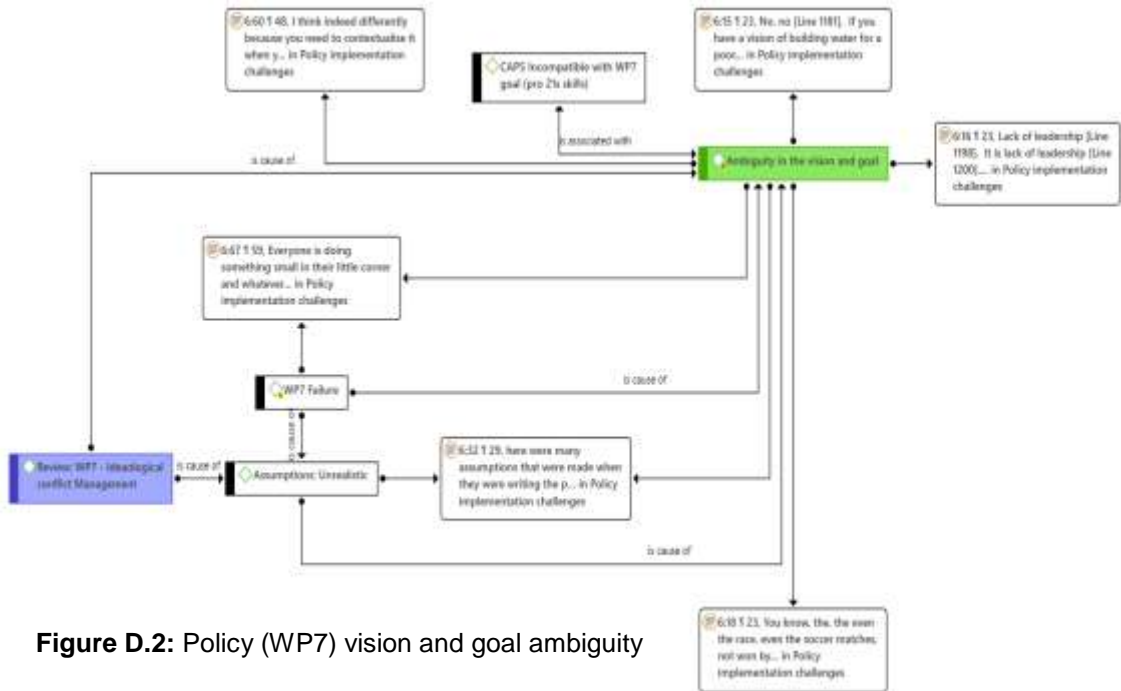 6:60 ¶ 48, I think indeed differently
because you need to contextualise it
when y... in Policy implementation
challenges
CAPS Incompatible with WP7
goal (pro 21s skills)
6:15 ¶ 23, No, no [Line 1181]. If you
have a vision of building water for a
poor... in Policy implementation
challenges
is associated with
is cause of
Ambiguity in the vision and goal
6:16 ¶ 23, Lack of leadership [Line
1198]. It is lack of leadership [Line
1200].... in Policy implementation
challenges
6:67 ¶ 59, Everyone is doing
something small in their little corner
and whatever... in Policy
implementation challenges
WP7 Failure
is cause of
is cause of
Review: WP7 - Ideological
conflict Management
is cause of
Assumptions: Unrealistic
6:32 ¶ 29, here were many
assumptions that were made when
they were writing the p... in Policy
implementation challenges
is cause of
6:18 ¶ 23, You know, the, the even
the race, even the soccer matches,
not won by... in Policy
implementation challenges
Figure D.2: Policy (WP7) vision and goal ambiguity